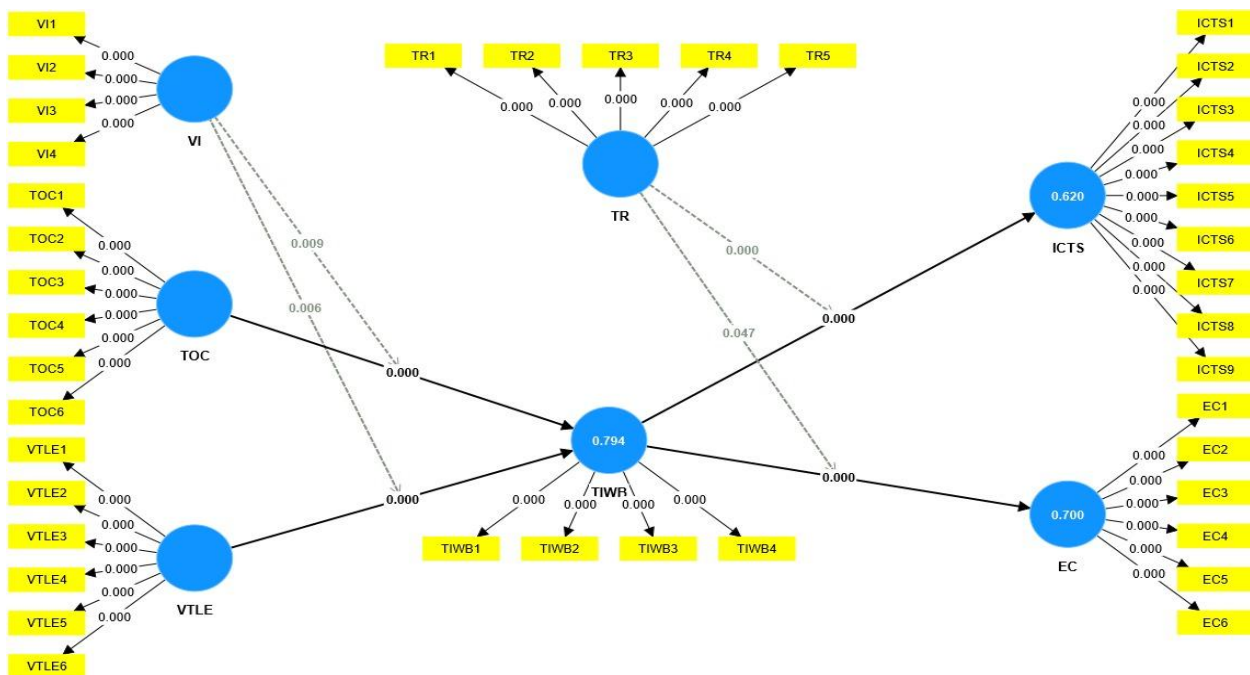 VI1
VI2
VI3
VI4
0.000
0.000
0.000
0.000
VI
TOC1
TOC2
TOC3
TOC4
TOC5
TOC6
0.000
0.000
0.000
0.000
0.000
0.000
TOC
VTLE1
VTLE2
VTLE3
VTLE4
VTLE5
VTLE6
0.000
0.000
0.000
0.000
0.000
0.000
VTLE
0.009
0.006
0.000
0.000
TR1
TR2
TR3
TR4
TR5
0.000
0.000
0.000
0.000
0.000
TR
0.000
0.047
0.000
0.000
0.794
TIWB
0.000
0.000
0.000
0.000
TIWB1
TIWB2
TIWB3
TIWB4
0.620
ICTS
0.000
0.000
0.000
0.000
0.000
0.000
0.000
0.000
0.000
ICTS1
ICTS2
ICTS3
ICTS4
ICTS5
ICTS6
ICTS7
ICTS8
ICTS9
0.700
EC
0.000
0.000
0.000
0.000
0.000
0.000
EC1
EC2
EC3
EC4
EC5
EC6